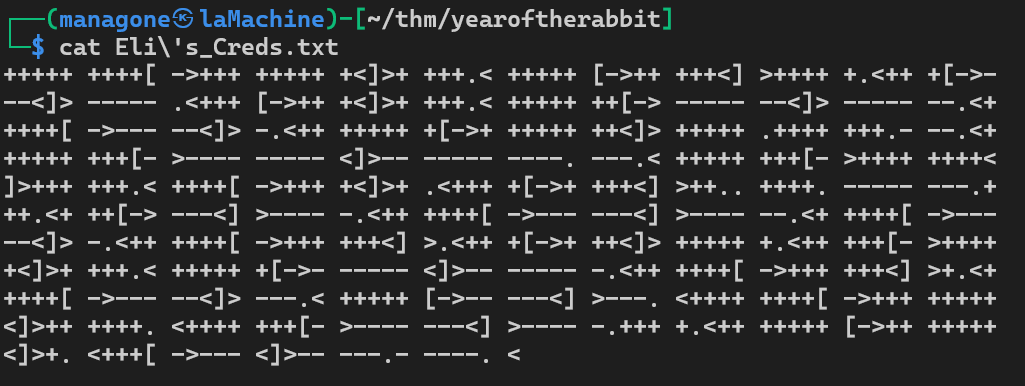 ┌──(managone㉿laMachine)-[~/thm/yearoftherabbit]
└─$ cat Eli\'s_Creds.txt
+++++ ++++[ ->+++ +++++ +<]>+ +++.< +++++ [->++ +++<] >++++ +.<++ +[->-
--<]> ----- .<+++ [->++ +<]>+ +++.< +++++ ++[-> ----- --<]> ----- --.<+
++++[ ->--- --<]> -.<++ +++++ +[->+ +++++ ++<]> +++++ .++++ +++.- --.<+
+++++ +++[- >---- ----- <]>-- ----- ----. ---.< +++++ +++[- >++++ ++++<
]>+++ +++.< ++++[ ->+++ +<]>+ .<+++ +[->+ +++<] >++.. ++++. ----- ---.+
++.<+ ++[-> ---<] >---- -.<++ ++++[ ->--- ---<] >---- --.<+ ++++[ ->---
--<]> -.<++ ++++[ ->+++ +++<] >.<++ +[->+ ++<]> +++++ +.<++ +++[- >++++
+<]>+ +++.< +++++ +[->- ----- <]>-- ----- -.<++ ++++[ ->+++ +++<] >+.<+
++++[ ->--- --<]> ---.< +++++ [->-- ---<] >---. <++++ ++++[ ->+++ +++++
<]>++ ++++. <++++ +++[- >---- ---<] >---- -.+++ +.<++ +++++ [->++ +++++
<]>+. <+++[ ->--- <]>-- ---.- ----. <